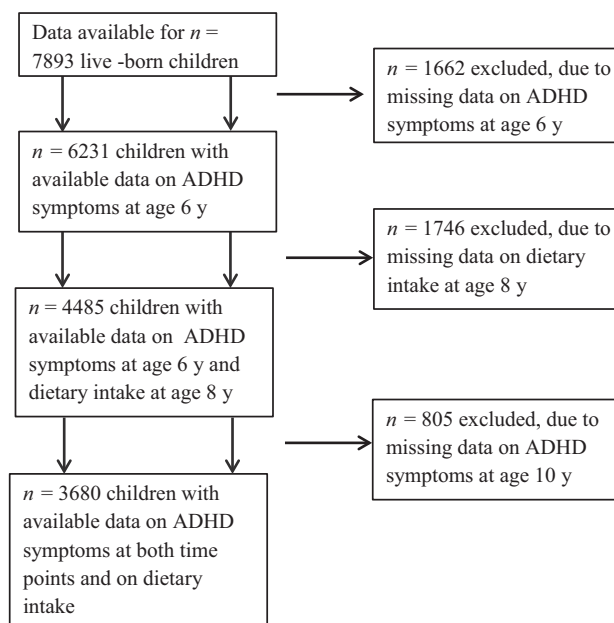 Data available for n =
7893 live -born children
n = 1662 excluded, due to
missing data on ADHD
symptoms at age 6 y
n = 6231 children with
available data on ADHD
symptoms at age 6 y
n = 1746 excluded, due to
missing data on dietary
intake at age 8 y
n = 4485 children with
available data on ADHD
symptoms at age 6 y and
dietary intake at age 8 y
n = 805 excluded, due to
missing data on ADHD
symptoms at age 10 y
n = 3680 children with
available data on ADHD
symptoms at both time
points and on dietary
intake